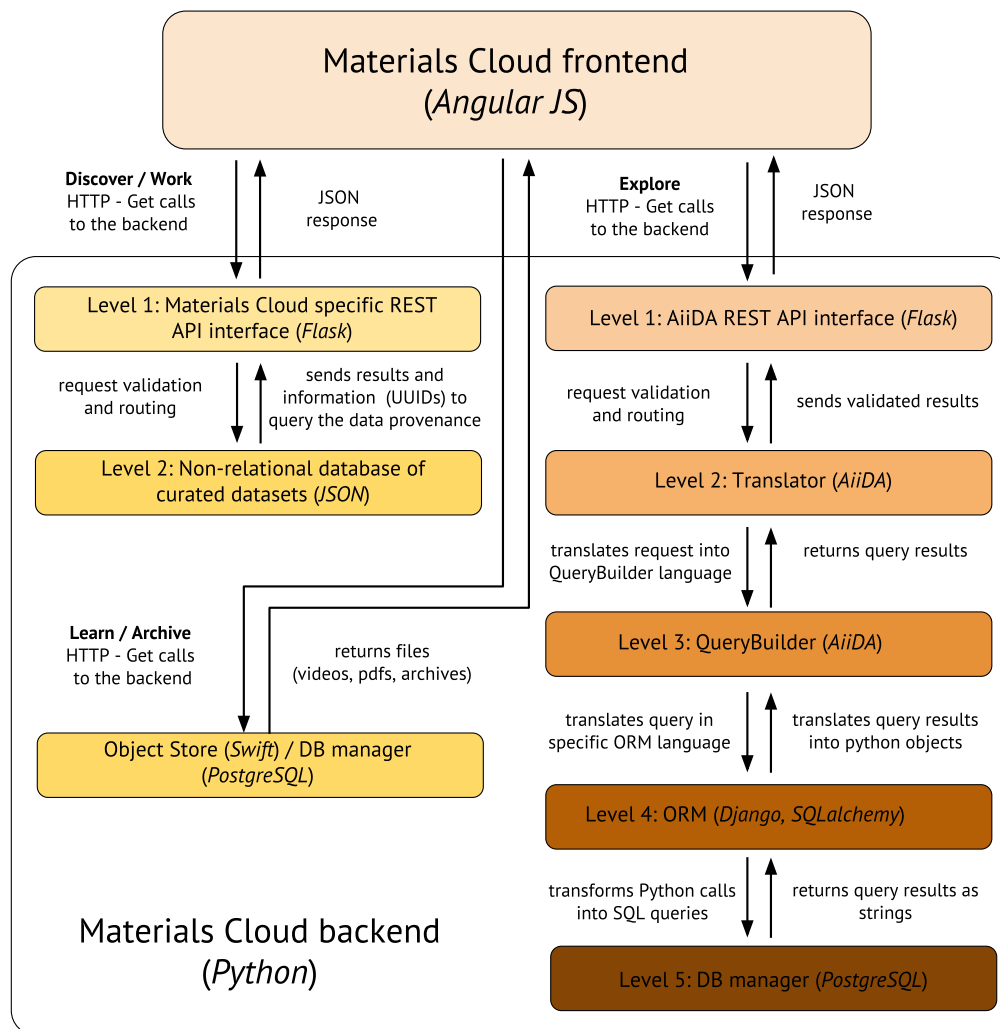 Materials Cloud frontend
(Angular JS)
Discover / Work
HTTP - Get calls
to the backend
JSON
response
Explore
HTTP - Get calls
to the backend
JSON
response
Level 1: Materials Cloud specific REST
API interface (Flask)
Level 1: AiiDA REST API interface (Flask)
request validation
and routing
sends results and
information (UUIDs) to
query the data provenance
request validation
and routing
sends validated results
Level 2: Non-relational database of
curated datasets (JSON)
Level 2: Translator (AiiDA)
translates request into
QueryBuilder language
returns query results
Learn / Archive
HTTP - Get calls
to the backend
returns files
(videos, pdfs, archives)
Level 3: QueryBuilder (AiiDA)
translates query in
specific ORM language
translates query results
into python objects
Object Store (Swift) / DB manager
(PostgreSQL)
Level 4: ORM (Django, SQLalchemy)
transforms Python calls
into SQL queries
returns query results as
strings
Materials Cloud backend
(Python)
Level 5: DB manager (PostgreSQL)